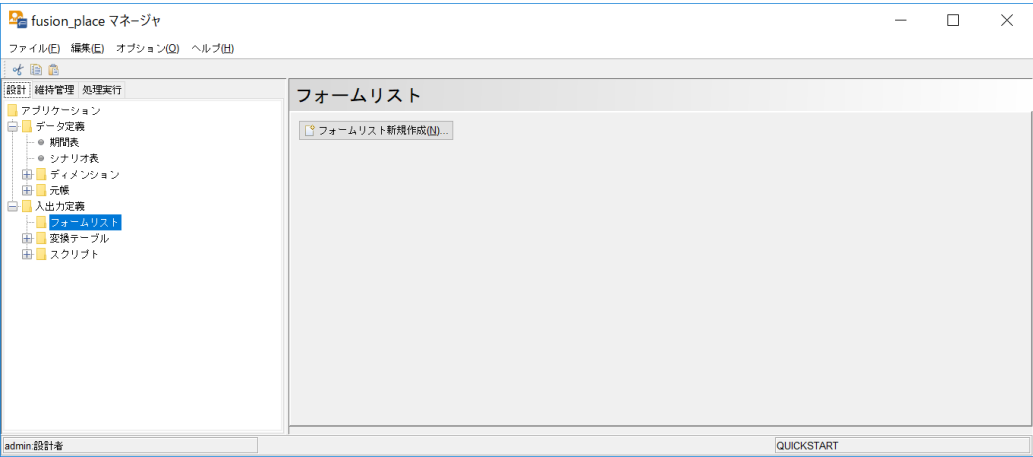 fusion_place マネージャ
ファイル(F) 編集(E) オプション(O) ヘルプ(H)
設計 維持管理 処理実行
アプリケーション
データ定義
期間表
シナリオ表
ディメンション
元帳
入出力定義
フォームリスト
変換テーブル
スクリプト
フォームリスト
フォームリスト新規作成(N)...
admin:設計者
QUICKSTART